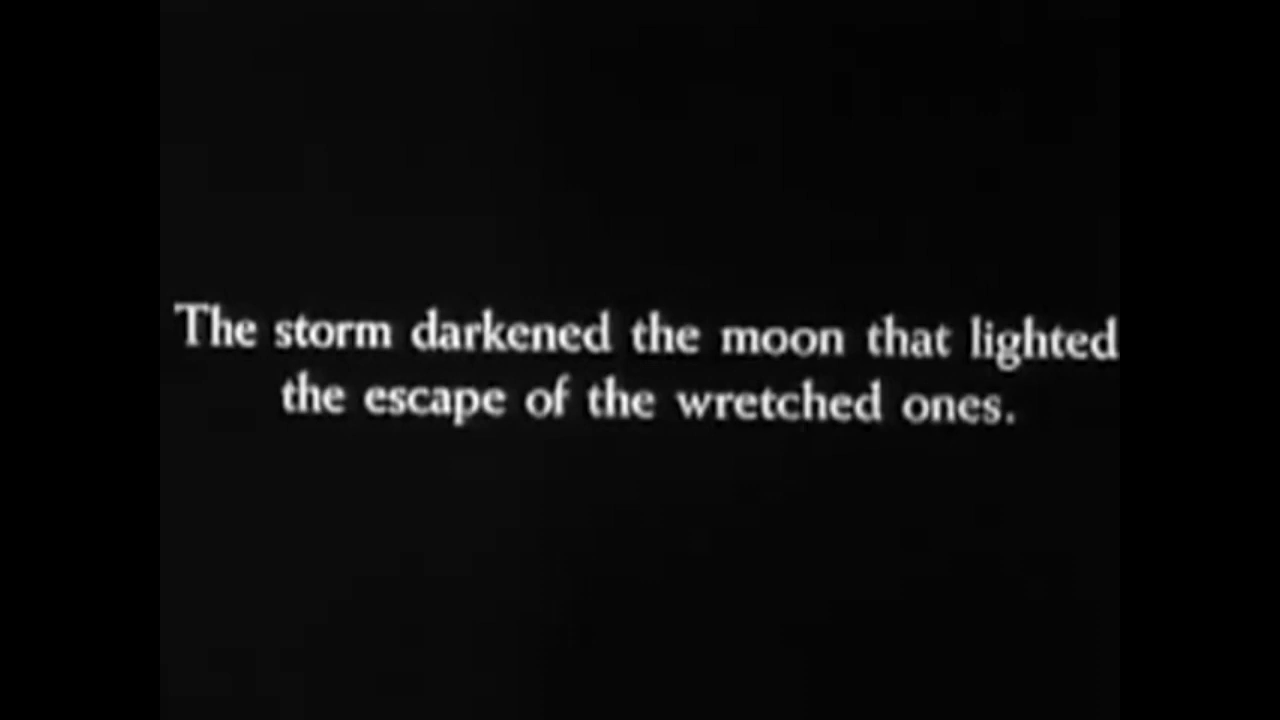 The storm darkened the moon that lighted
the escape of the wretched ones.